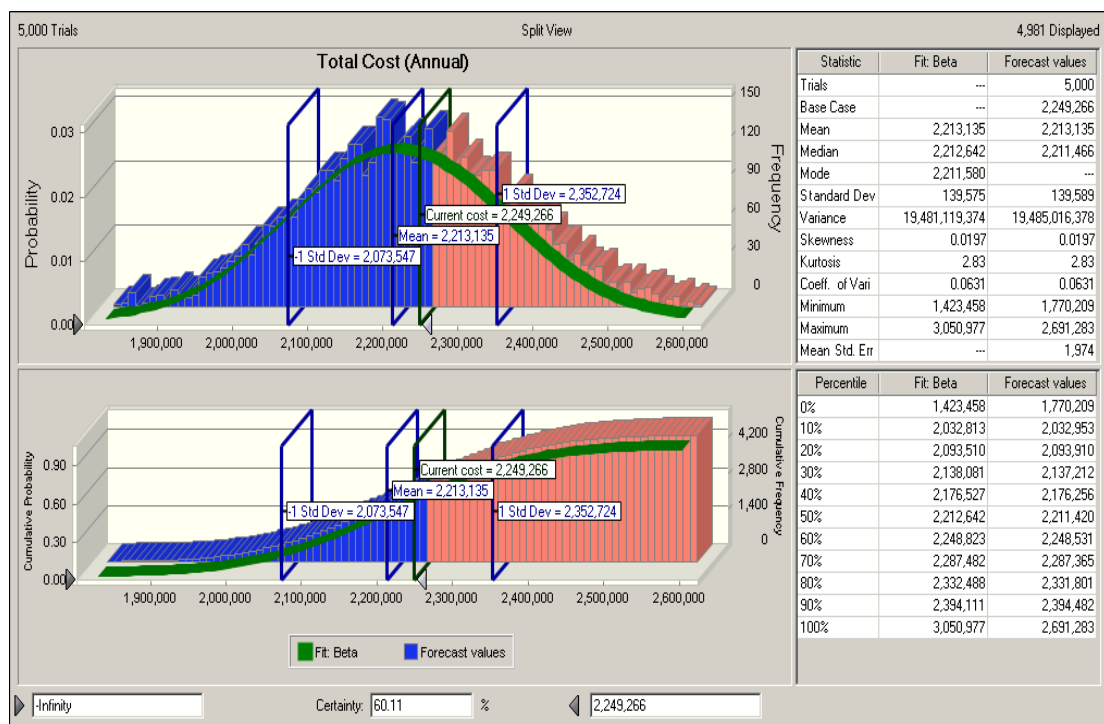 5,000 Trials Split View 4,981 Displayed
Total Cost (Annual)
Probability
0.03
0.02
0.01
0.00
Frequency
150
120
90
60
30
0
1 Std Dev = 2,352,724
Current cost = 2,249,266
Mean = 2,213,135
-1 Std Dev = 2,073,547
1,900,000 2,000,000 2,100,000 2,200,000 2,300,000 2,400,000 2,500,000 2,600,000
Statistic Fit: Beta Forecast values
Trials --- 5,000
Base Case --- 2,249,266
Mean 2,213,135 2,213,135
Median 2,212,642 2,211,466
Mode 2,211,580 ---
Standard Dev 139,575 139,589
Variance 19,481,119,374 19,485,016,378
Skewness 0.0197 0.0197
Kurtosis 2.83 2.83
Coeff. of Vari 0.0631 0.0631
Minimum 1,423,458 1,770,209
Maximum 3,050,977 2,691,283
Mean Std. Err --- 1,974
Cumulative Probability
0.90
0.60
0.30
0.00
Cumulative Frequency
4,200
2,800
1,400
0
Current cost = 2,249,266
Mean = 2,213,135
-1 Std Dev = 2,073,547
1 Std Dev = 2,352,724
1,900,000 2,000,000 2,100,000 2,200,000 2,300,000 2,400,000 2,500,000 2,600,000
Fit: Beta Forecast values
Percentile Fit: Beta Forecast values
0% 1,423,458 1,770,209
10% 2,032,813 2,032,953
20% 2,093,510 2,093,910
30% 2,138,081 2,137,212
40% 2,176,527 2,176,256
50% 2,212,642 2,211,420
60% 2,248,823 2,248,531
70% 2,287,482 2,287,365
80% 2,332,488 2,331,801
90% 2,394,111 2,394,482
100% 3,050,977 2,691,283
-Infinity Certainty: 60.11 % 2,249,266